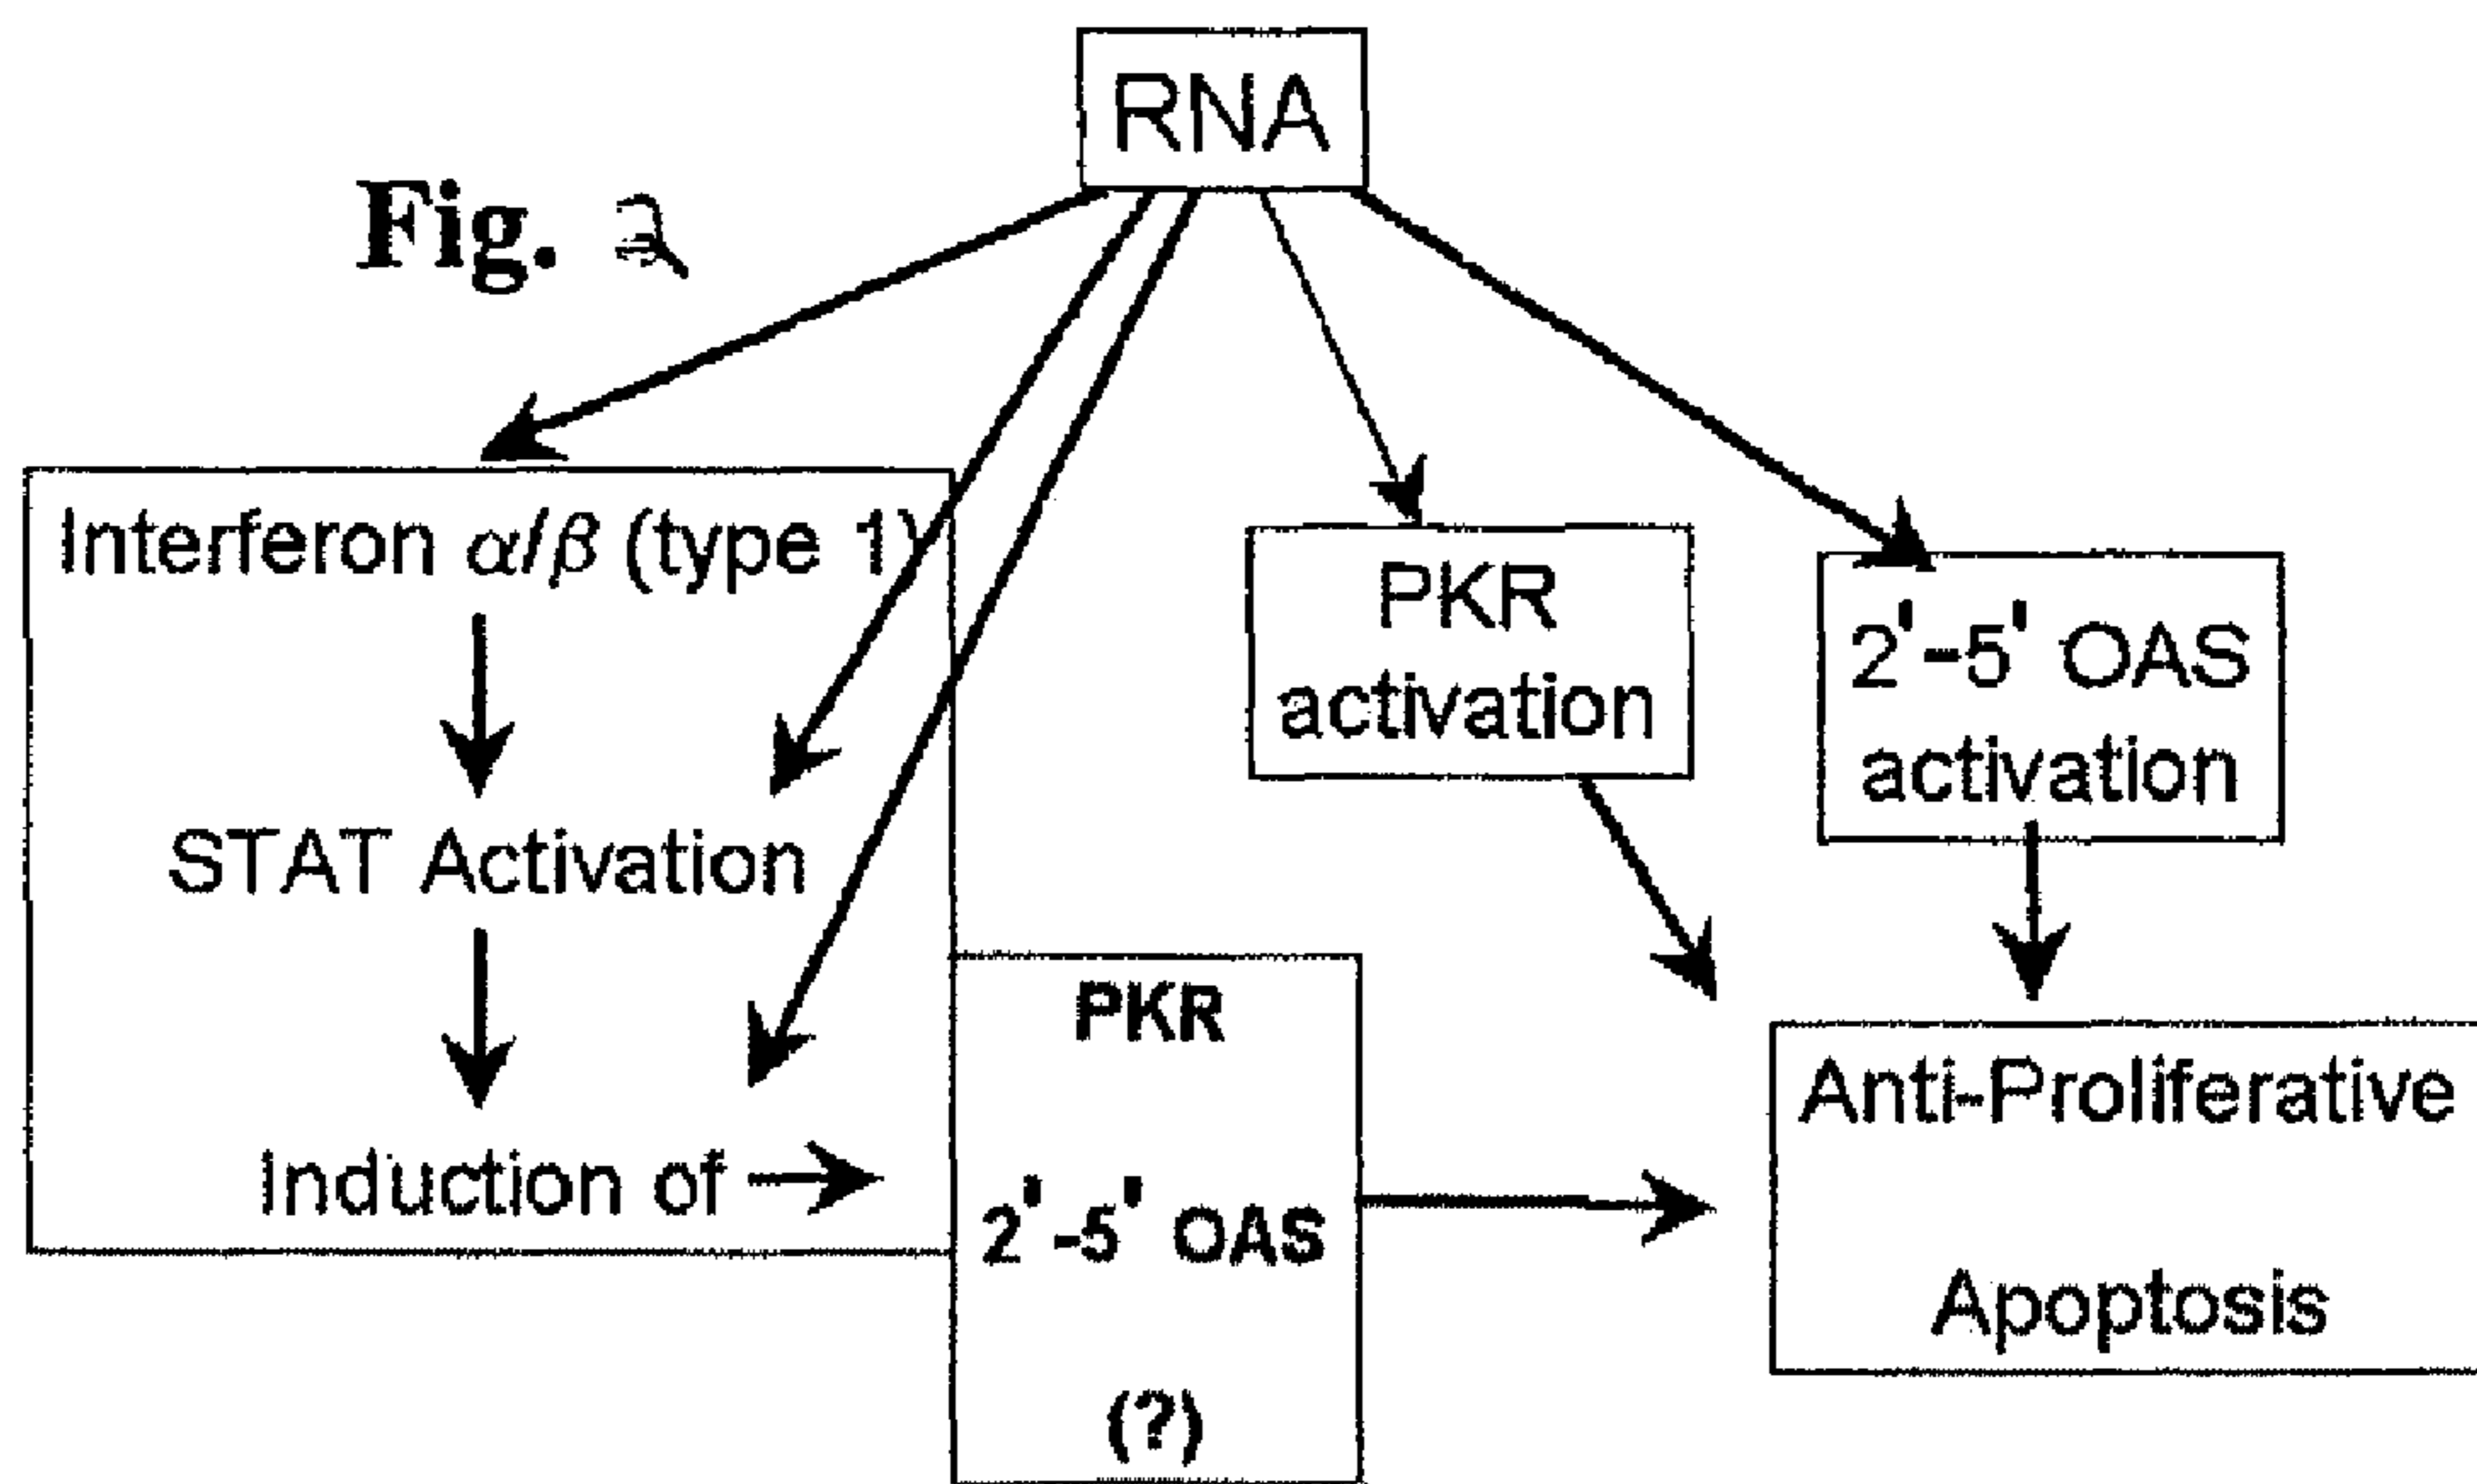 RNA
Fig. 2
Interferon α/β (type 1)
PKR
activation
2'-5' OAS
activation
STAT Activation
Induction of
PKR
2'-5' OAS
(?)
Anti-Proliferative
Apoptosis